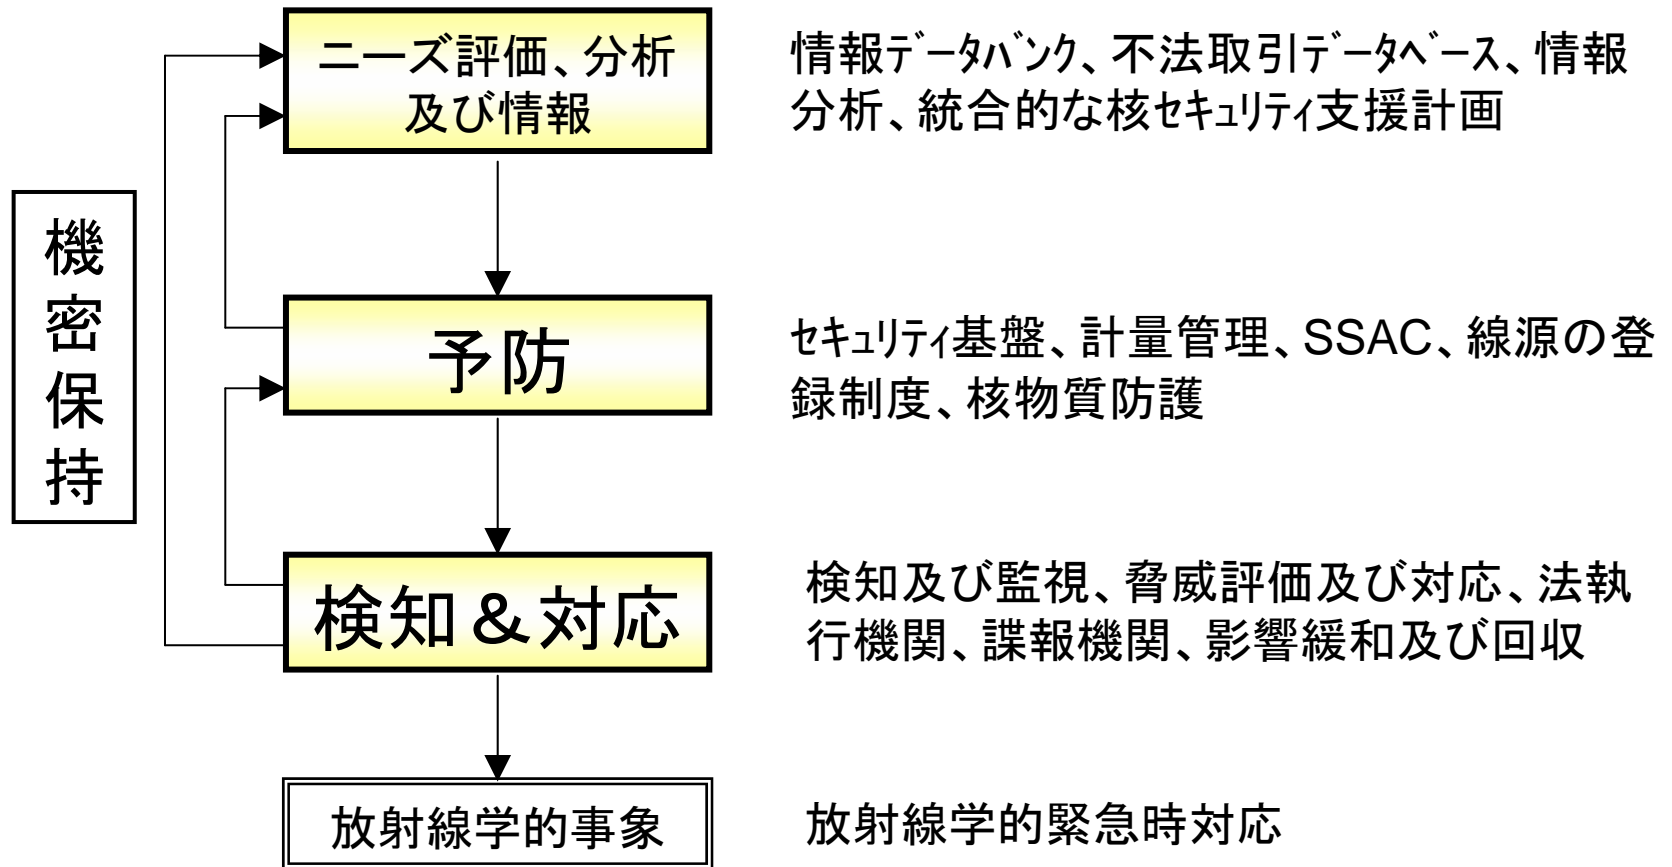 ニーズ評価、分析
及び情報
情報ﾃﾞｰﾀﾊﾞﾝｸ、不法取引ﾃﾞｰﾀﾍﾞｰｽ、情報
分析、統合的な核ｾｷｭﾘﾃｨ支援計画
機密保持
予防
ｾｷｭﾘﾃｨ基盤、計量管理、SSAC、線源の登
録制度、核物質防護
検知＆対応
検知及び監視、脅威評価及び対応、法執
行機関、諜報機関、影響緩和及び回収
放射線学的事象
放射線学的緊急時対応